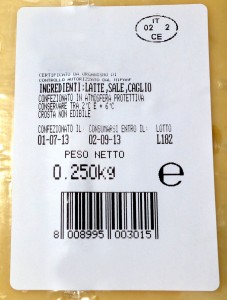 IT
02 2
CE
CERTIFICATO DA ORGANISMO DI
CONTROLLO AUTORIZZATO DAL MIPAAF
INGREDIENTI:LATTE,SALE,CAGLIO
CONFEZIONATO IN ATMOSFERA PROTETTIVA
CONSERVARE TRA 2°C E + 6°C
CROSTA NON EDIBILE
CONFEZIONATO IL: CONSUMARSI ENTRO IL: LOTTO
01-07-13 02-09-13 L182
PESO NETTO
0.250kg e
8 008995 003015